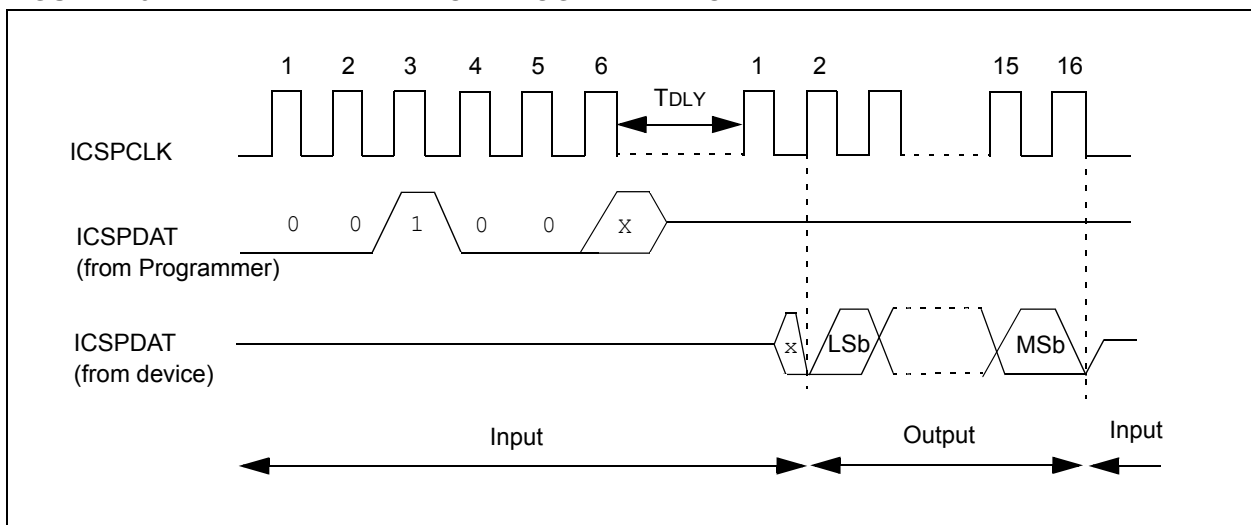 1 2 3 4 5 6 1 2 15 16
TDLY
ICSPCLK
0 0 1 0 0 x
ICSPDAT
(from Programmer)
ICSPDAT
(from device)
x LSb MSb
Input Output Input